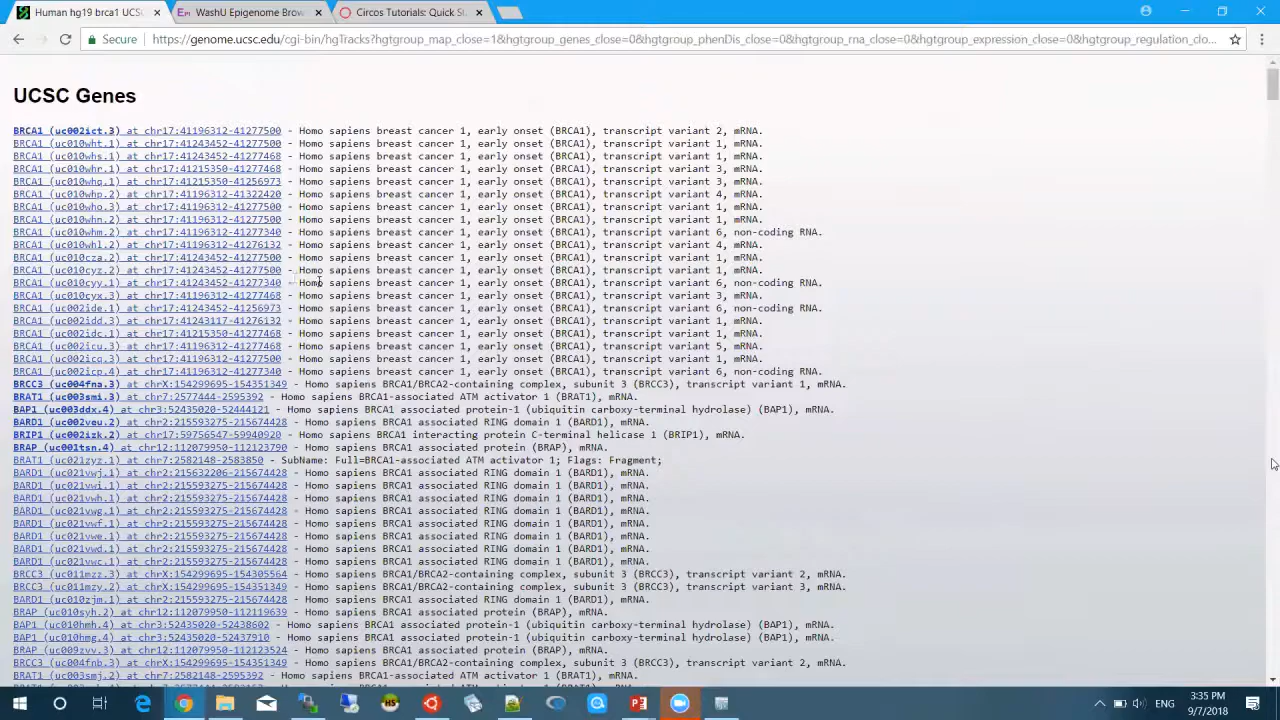 Human hg19 brca1 UCSC
WashU Epigenome Brow
Circos Tutorials: Quick St
Secure
https://genome.ucsc.edu/cgi-bin/hgTracks?hgtgroup_map_close=1&hgtgroup_genes_close=0&hgtgroup_phenDis_close=0&hgtgroup_rna_close=0&hgtgroup_expression_close=0&hgtgroup_regulation_clo...
UCSC Genes
BRCA1 (uc002ict.3) at chr17:41196312-41277500 - Homo sapiens breast cancer 1, early onset (BRCA1), transcript variant 2, mRNA.
BRCA1 (uc010wht.1) at chr17:41243452-41277500 - Homo sapiens breast cancer 1, early onset (BRCA1), transcript variant 1, mRNA.
BRCA1 (uc010whs.1) at chr17:41196312-41277468 - Homo sapiens breast cancer 1, early onset (BRCA1), transcript variant 1, mRNA.
BRCA1 (uc010whr.1) at chr17:41215350-41277468 - Homo sapiens breast cancer 1, early onset (BRCA1), transcript variant 3, mRNA.
BRCA1 (uc010whq.1) at chr17:41215350-41256973 - Homo sapiens breast cancer 1, early onset (BRCA1), transcript variant 3, mRNA.
BRCA1 (uc010whp.2) at chr17:41196312-41322420 - Homo sapiens breast cancer 1, early onset (BRCA1), transcript variant 4, mRNA.
BRCA1 (uc010who.3) at chr17:41196312-41277500 - Homo sapiens breast cancer 1, early onset (BRCA1), transcript variant 1, mRNA.
BRCA1 (uc010whn.2) at chr17:41196312-41277500 - Homo sapiens breast cancer 1, early onset (BRCA1), transcript variant 1, mRNA.
BRCA1 (uc010whm.2) at chr17:41196312-41277340 - Homo sapiens breast cancer 1, early onset (BRCA1), transcript variant 6, non-coding RNA.
BRCA1 (uc010whl.2) at chr17:41196312-41276132 - Homo sapiens breast cancer 1, early onset (BRCA1), transcript variant 4, mRNA.
BRCA1 (uc010cza.2) at chr17:41243452-41277500 - Homo sapiens breast cancer 1, early onset (BRCA1), transcript variant 1, mRNA.
BRCA1 (uc010cyz.2) at chr17:41243452-41277500 - Homo sapiens breast cancer 1, early onset (BRCA1), transcript variant 1, mRNA.
BRCA1 (uc010cyy.1) at chr17:41243452-41277340 - Homo sapiens breast cancer 1, early onset (BRCA1), transcript variant 6, non-coding RNA.
BRCA1 (uc010cyx.3) at chr17:41196312-41277468 - Homo sapiens breast cancer 1, early onset (BRCA1), transcript variant 3, mRNA.
BRCA1 (uc002ide.1) at chr17:41243452-41256973 - Homo sapiens breast cancer 1, early onset (BRCA1), transcript variant 6, non-coding RNA.
BRCA1 (uc002idd.3) at chr17:41243117-41276132 - Homo sapiens breast cancer 1, early onset (BRCA1), transcript variant 1, mRNA.
BRCA1 (uc002idc.1) at chr17:41215350-41277468 - Homo sapiens breast cancer 1, early onset (BRCA1), transcript variant 1, mRNA.
BRCA1 (uc002icu.3) at chr17:41196312-41277468 - Homo sapiens breast cancer 1, early onset (BRCA1), transcript variant 5, mRNA.
BRCA1 (uc002icq.3) at chr17:41196312-41277500 - Homo sapiens breast cancer 1, early onset (BRCA1), transcript variant 1, mRNA.
BRCA1 (uc002icp.4) at chr17:41196312-41277340 - Homo sapiens breast cancer 1, early onset (BRCA1), transcript variant 6, non-coding RNA.
BRCC3 (uc004fna.3) at chrX:154299695-154351349 - Homo sapiens BRCA1/BRCA2-containing complex, subunit 3 (BRCC3), transcript variant 1, mRNA.
BRAT1 (uc003smi.3) at chr7:2577444-2595392 - Homo sapiens BRCA1-associated ATM activator 1 (BRAT1), mRNA.
BAP1 (uc003ddx.4) at chr3:52435020-52444121 - Homo sapiens BRCA1 associated protein-1 (ubiquitin carboxy-terminal hydrolase) (BAP1), mRNA.
BARD1 (uc002veu.2) at chr2:215593275-215674428 - Homo sapiens BRCA1 associated RING domain 1 (BARD1), mRNA.
BRIP1 (uc002izk.2) at chr17:59756547-59940920 - Homo sapiens BRCA1 interacting protein C-terminal helicase 1 (BRIP1), mRNA.
BRAP (uc001tsn.4) at chr12:112079950-112123790 - Homo sapiens BRCA1 associated protein (BRAP), mRNA.
BRAT1 (uc021zyz.1) at chr7:2582148-2583850 - SubName: Full=BRCA1-associated ATM activator 1; Flags: Fragment;
BARD1 (uc021vwj.1) at chr2:215632206-215674428 - Homo sapiens BRCA1 associated RING domain 1 (BARD1), mRNA.
BARD1 (uc021vwi.1) at chr2:215593275-215674428 - Homo sapiens BRCA1 associated RING domain 1 (BARD1), mRNA.
BARD1 (uc021vwh.1) at chr2:215593275-215674428 - Homo sapiens BRCA1 associated RING domain 1 (BARD1), mRNA.
BARD1 (uc021vwg.1) at chr2:215593275-215674428 - Homo sapiens BRCA1 associated RING domain 1 (BARD1), mRNA.
BARD1 (uc021vwf.1) at chr2:215593275-215674428 - Homo sapiens BRCA1 associated RING domain 1 (BARD1), mRNA.
BARD1 (uc021vwe.1) at chr2:215593275-215674428 - Homo sapiens BRCA1 associated RING domain 1 (BARD1), mRNA.
BARD1 (uc021vwd.1) at chr2:215593275-215674428 - Homo sapiens BRCA1 associated RING domain 1 (BARD1), mRNA.
BARD1 (uc021vwc.1) at chr2:215593275-215674428 - Homo sapiens BRCA1 associated RING domain 1 (BARD1), mRNA.
BRCC3 (uc011mzz.3) at chrX:154299695-154305564 - Homo sapiens BRCA1/BRCA2-containing complex, subunit 3 (BRCC3), transcript variant 2, mRNA.
BRCC3 (uc011mzy.2) at chrX:154299695-154351349 - Homo sapiens BRCA1/BRCA2-containing complex, subunit 3 (BRCC3), transcript variant 3, mRNA.
BARD1 (uc010zjm.1) at chr2:215593275-215674428 - Homo sapiens BRCA1 associated RING domain 1 (BARD1), mRNA.
BRAP (uc010syh.2) at chr12:112079950-112119639 - Homo sapiens BRCA1 associated protein (BRAP), mRNA.
BAP1 (uc010hmh.4) at chr3:52435020-52438602 - Homo sapiens BRCA1 associated protein-1 (ubiquitin carboxy-terminal hydrolase) (BAP1), mRNA.
BAP1 (uc010hmg.4) at chr3:52435020-52437910 - Homo sapiens BRCA1 associated protein-1 (ubiquitin carboxy-terminal hydrolase) (BAP1), mRNA.
BRAP (uc009zvv.3) at chr12:112079950-112123524 - Homo sapiens BRCA1 associated protein (BRAP), mRNA.
BRCC3 (uc004fnb.3) at chrX:154299695-154351349 - Homo sapiens BRCA1/BRCA2-containing complex, subunit 3 (BRCC3), transcript variant 2, mRNA.
BRAT1 (uc003smj.2) at chr7:2582148-2595392 - Homo sapiens BRCA1-associated ATM activator 1 (BRAT1), mRNA.
ENG
3:35 PM
9/7/2018